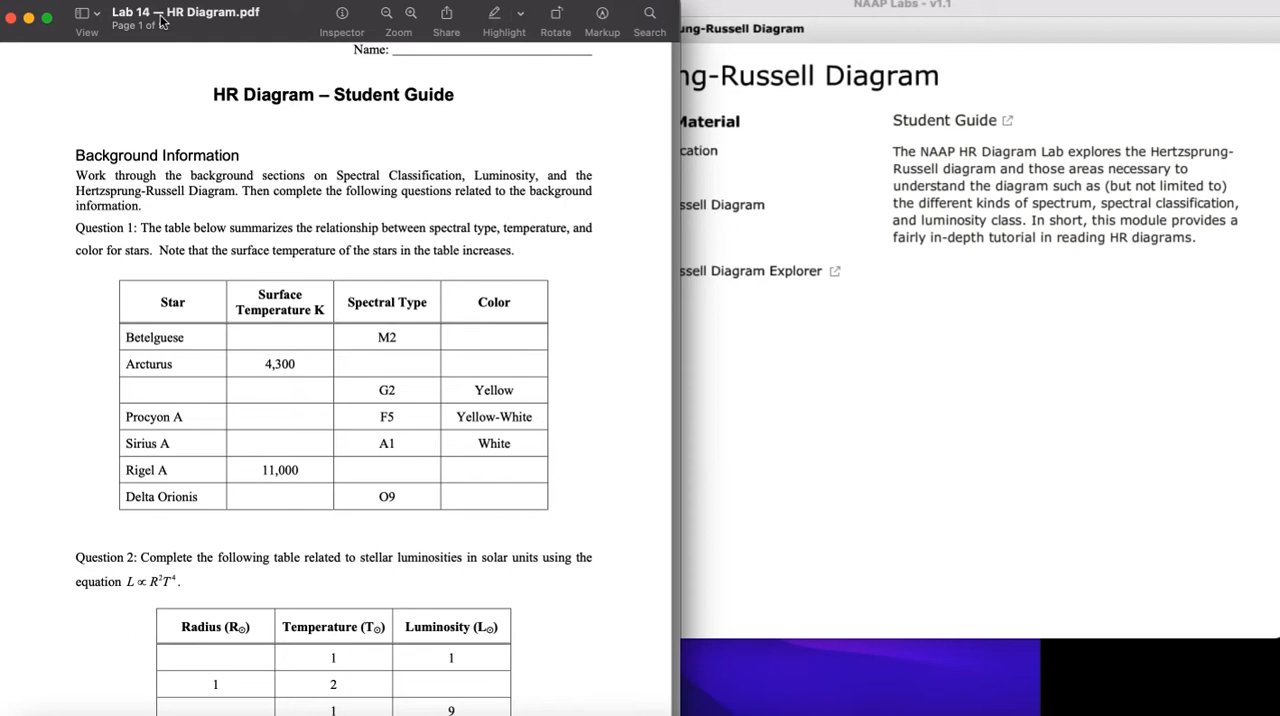 Lab 14 — HR Diagram.pdf
Page 1 of
View
Inspector
Zoom
Share
Highlight
Rotate
Markup
Search
Name:
HR Diagram – Student Guide
Background Information
Work through the background sections on Spectral Classification, Luminosity, and the
Hertzsprung-Russell Diagram. Then complete the following questions related to the background
information.
Question 1: The table below summarizes the relationship between spectral type, temperature, and
color for stars. Note that the surface temperature of the stars in the table increases.
Star
Surface
Temperature K
Spectral Type
Color
Betelguese M2
Arcturus 4,300
G2 Yellow
Procyon A F5 Yellow-White
Sirius A A1 White
Rigel A 11,000
Delta Orionis O9
Question 2: Complete the following table related to stellar luminosities in solar units using the
equation L ∝ R²T⁴.
Radius (R⊙) Temperature (T⊙) Luminosity (L⊙)
1 1
1 2
1 9
NAAP Labs - v1.1
ung-Russell Diagram
ng-Russell Diagram
Material
cation
ssell Diagram
ssell Diagram Explorer
Student Guide
The NAAP HR Diagram Lab explores the Hertzsprung-
Russell diagram and those areas necessary to
understand the diagram such as (but not limited to)
the different kinds of spectrum, spectral classification,
and luminosity class. In short, this module provides a
fairly in-depth tutorial in reading HR diagrams.